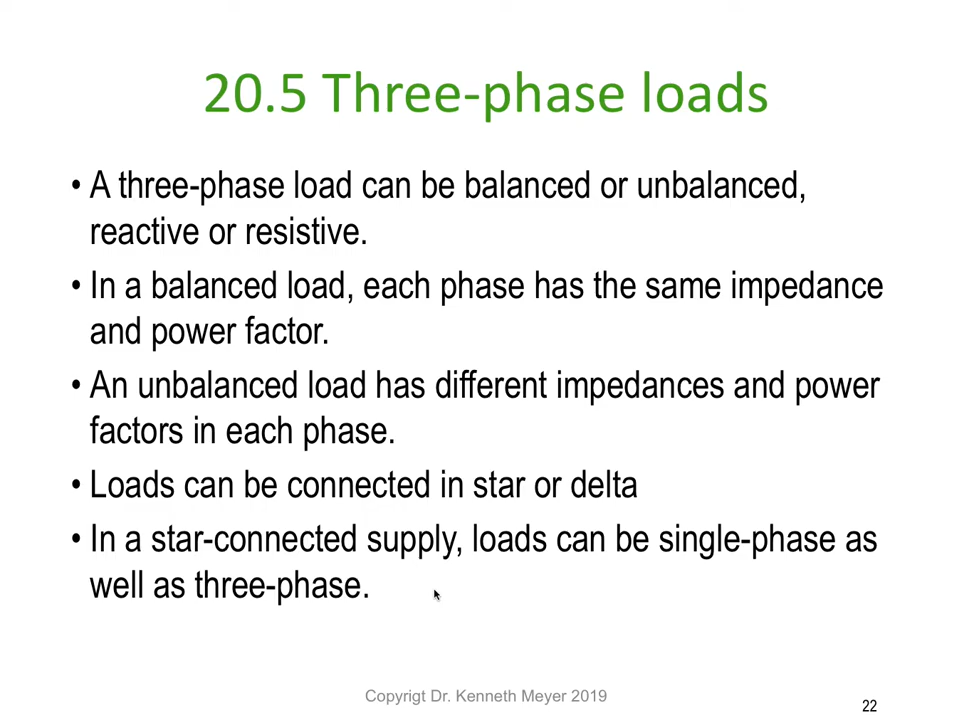 20.5 Three-phase loads
• A three-phase load can be balanced or unbalanced,
reactive or resistive.
• In a balanced load, each phase has the same impedance
and power factor.
• An unbalanced load has different impedances and power
factors in each phase.
• Loads can be connected in star or delta
• In a star-connected supply, loads can be single-phase as
well as three-phase.
Copyrigt Dr. Kenneth Meyer 2019
22